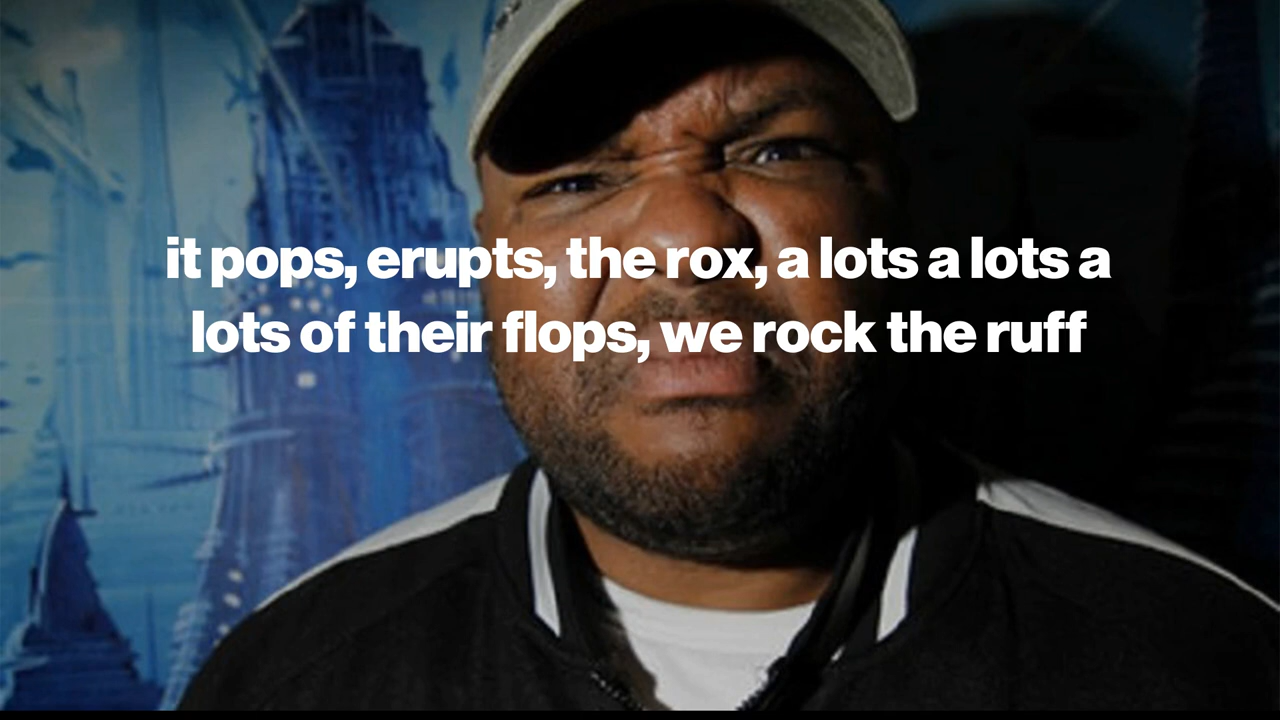 it pops, erupts, the rox, a lots a lots a
lots of their flops, we rock the ruff